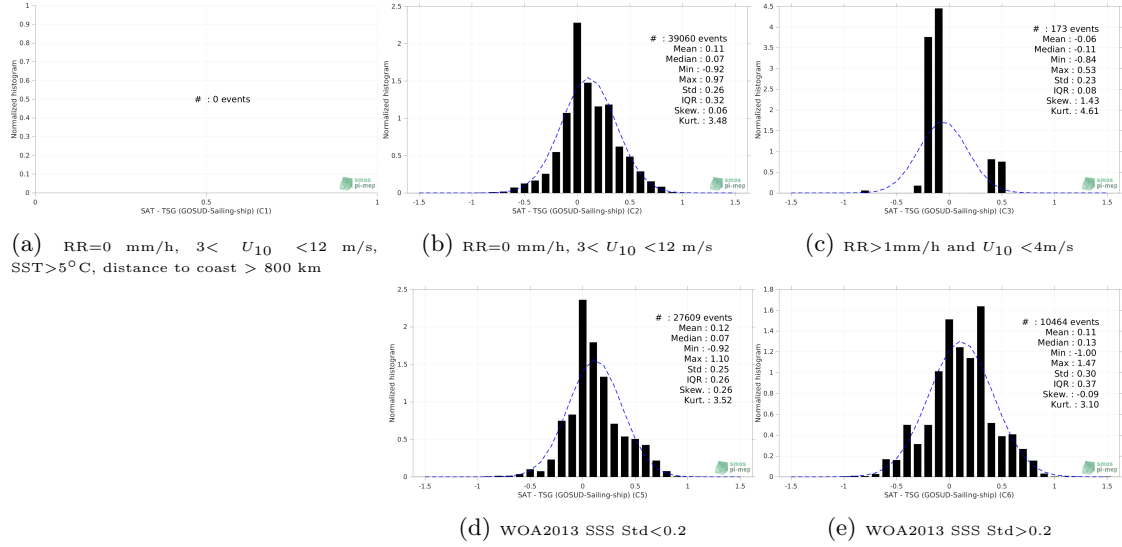 1
0.9
0.8
0.7
0.6
0.5
0.4
0.3
0.2
0.1
0
Normalized histogram
# : 0 events
smos
pi-mep
0 0.5 1
SAT - TSG (GOSUD-Sailing-ship) (C1)
(a) RR=0 mm/h, 3< U10 <12 m/s,
SST>5°C, distance to coast > 800 km
2.5
2
1.5
1
0.5
0
Normalized histogram
# : 39060 events
Mean : 0.11
Median : 0.07
Min : -0.92
Max : 0.97
Std : 0.26
IQR : 0.32
Skew. : 0.06
Kurt. : 3.48
smos
pi-mep
-1.5 -1 -0.5 0 0.5 1 1.5
SAT - TSG (GOSUD-Sailing-ship) (C2)
(b) RR=0 mm/h, 3< U10 <12 m/s
4.5
4
3.5
3
2.5
2
1.5
1
0.5
0
Normalized histogram
# : 173 events
Mean : -0.06
Median : -0.11
Min : -0.84
Max : 0.53
Std : 0.23
IQR : 0.08
Skew. : 1.43
Kurt. : 4.61
smos
pi-mep
-1.5 -1 -0.5 0 0.5 1 1.5
SAT - TSG (GOSUD-Sailing-ship) (C3)
(c) RR>1mm/h and U10 <4m/s
2.5
2
1.5
1
0.5
0
Normalized histogram
# : 27609 events
Mean : 0.12
Median : 0.07
Min : -0.92
Max : 1.10
Std : 0.25
IQR : 0.26
Skew. : 0.26
Kurt. : 3.52
smos
pi-mep
-1.5 -1 -0.5 0 0.5 1 1.5
SAT - TSG (GOSUD-Sailing-ship) (C5)
(d) WOA2013 SSS Std<0.2
1.8
1.6
1.4
1.2
1
0.8
0.6
0.4
0.2
0
Normalized histogram
# : 10464 events
Mean : 0.11
Median : 0.13
Min : -1.00
Max : 1.47
Std : 0.30
IQR : 0.37
Skew. : -0.09
Kurt. : 3.10
smos
pi-mep
-1.5 -1 -0.5 0 0.5 1 1.5
SAT - TSG (GOSUD-Sailing-ship) (C6)
(e) WOA2013 SSS Std>0.2